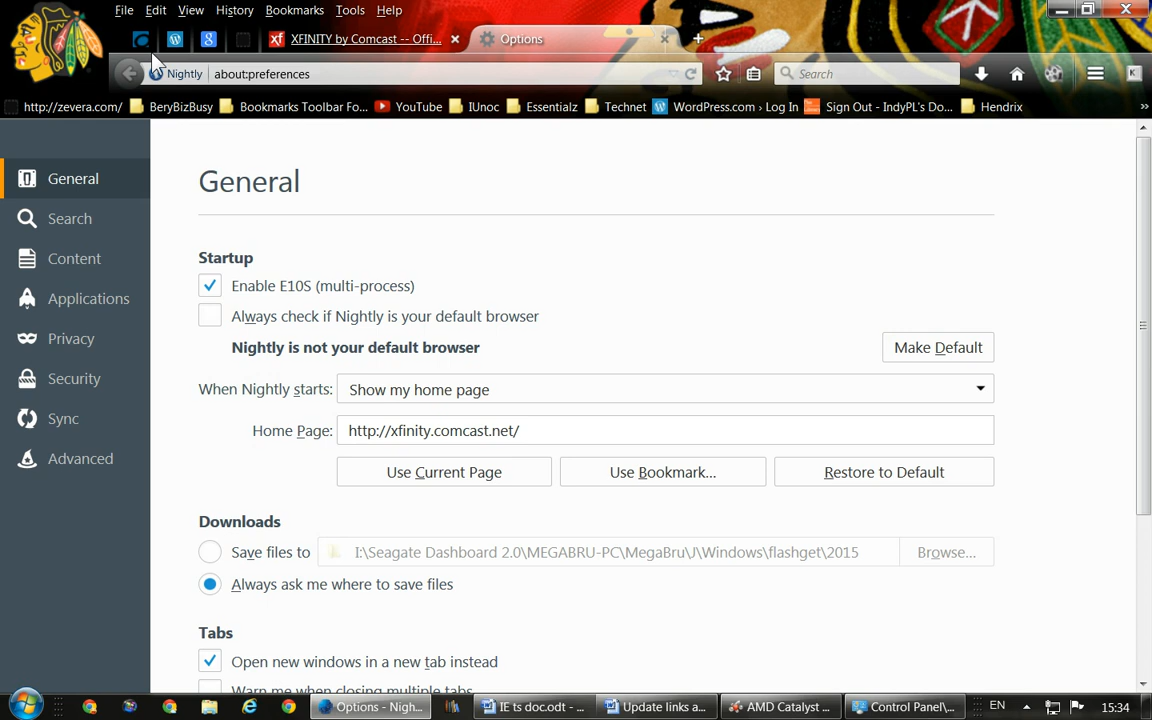 File Edit View History Bookmarks Tools Help
XFINITY by Comcast -- Offi... Options
Nightly about:preferences Search
http://zevera.com/ BeryBizBusy Bookmarks Toolbar Fo... YouTube IUnoc Essentialz Technet WordPress.com › Log In Sign Out - IndyPL's Do... Hendrix
General
Search
Content
Applications
Privacy
Security
Sync
Advanced
General
Startup
Enable E10S (multi-process)
Always check if Nightly is your default browser
Nightly is not your default browser Make Default
When Nightly starts: Show my home page
Home Page: http://xfinity.comcast.net/
Use Current Page Use Bookmark... Restore to Default
Downloads
Save files to I:\Seagate Dashboard 2.0\MEGABRU-PC\MegaBru\J\Windows\flashget\2015 Browse...
Always ask me where to save files
Tabs
Open new windows in a new tab instead
Warn me when closing multiple tabs
Options - Nigh... IE ts doc.odt - ... Update links a... AMD Catalyst ... Control Panel\... EN 15:34